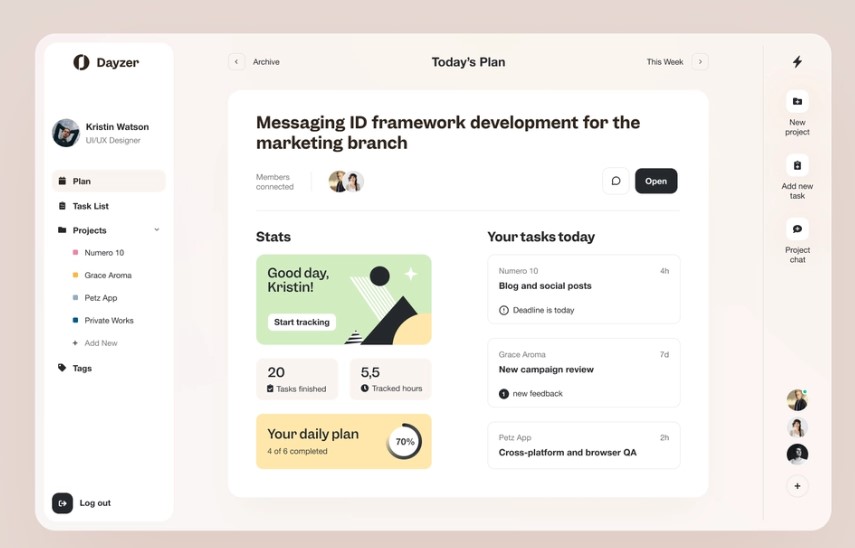 Dayzer
Kristin Watson
UI/UX Designer
Plan
Task List
Projects
Numero 10
Grace Aroma
Petz App
Private Works
+ Add New
Tags
Log out
Archive
Today's Plan
This Week
Messaging ID framework development for the
marketing branch
Members
connected
Open
Stats
Good day,
Kristin!
Start tracking
20
Tasks finished
5,5
Tracked hours
Your daily plan
4 of 6 completed
70%
Your tasks today
Numero 10 4h
Blog and social posts
Deadline is today
Grace Aroma 7d
New campaign review
1 new feedback
Petz App 2h
Cross-platform and browser QA
New
project
Add new
task
Project
chat
+